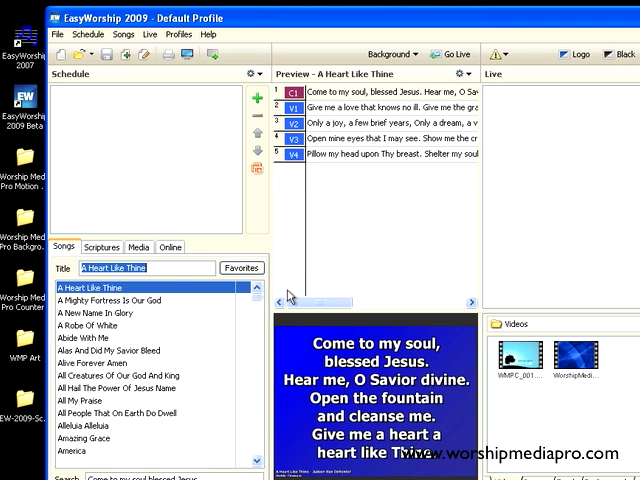 EasyWorship 2009 - Default Profile
File Schedule Songs Live Profiles Help
Background Go Live Logo Black
Schedule
Preview - A Heart Like Thine
Live
1 C1 Come to my soul, blessed Jesus. Hear me, O Sav
2 V1 Give me a love that knows no ill. Give me the gra
3 V2 Only a joy, a few brief years, Only a dream, a v
4 V3 Open mine eyes that I may see. Show me the cr
5 V4 Pillow my head upon Thy breast. Shelter my soul
EasyWorship
2007
EasyWorship
2009 Beta
Worship Med
Pro Motion
Worship Med
Pro Backgro...
Worship Med
Pro Counter
WMP Art
EW-2009-Sc.
Songs Scriptures Media Online
Title A Heart Like Thine Favorites
A Heart Like Thine
A Mighty Fortress Is Our God
A New Name In Glory
A Robe Of White
Abide With Me
Alas And Did My Savior Bleed
Alive Forever Amen
All Creatures Of Our God And King
All Hail The Power Of Jesus Name
All My Praise
All People That On Earth Do Dwell
Alleluia Alleluia
Amazing Grace
America
Search Come to my soul blessed Jesus
Come to my soul,
blessed Jesus.
Hear me, O Savior divine.
Open the fountain
and cleanse me.
Give me a heart a
heart like Thine.
A Heart Like Thine
Videos
WMPC_001....
WorshipMedi...
www.worshipmediapro.com